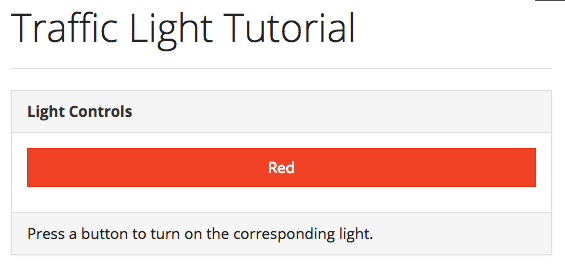 Traffic Light Tutorial
Light Controls
Red
Press a button to turn on the corresponding light.